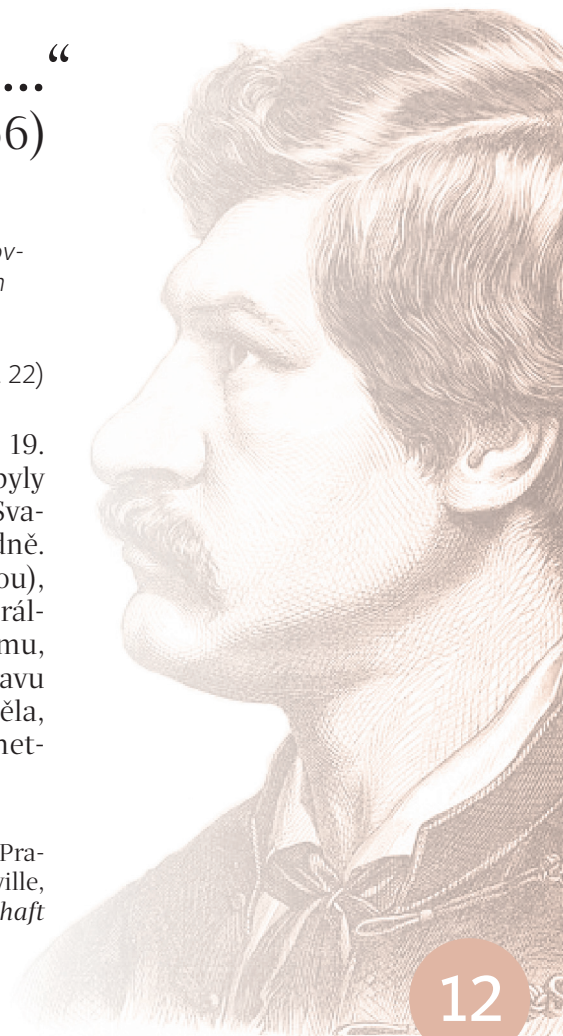 ..."
6)
ov-
22)
19.
byly
Sva-
dně.
ou),
rál-
mu,
avu
ěla,
net-
Pra-
ville,
haft
12